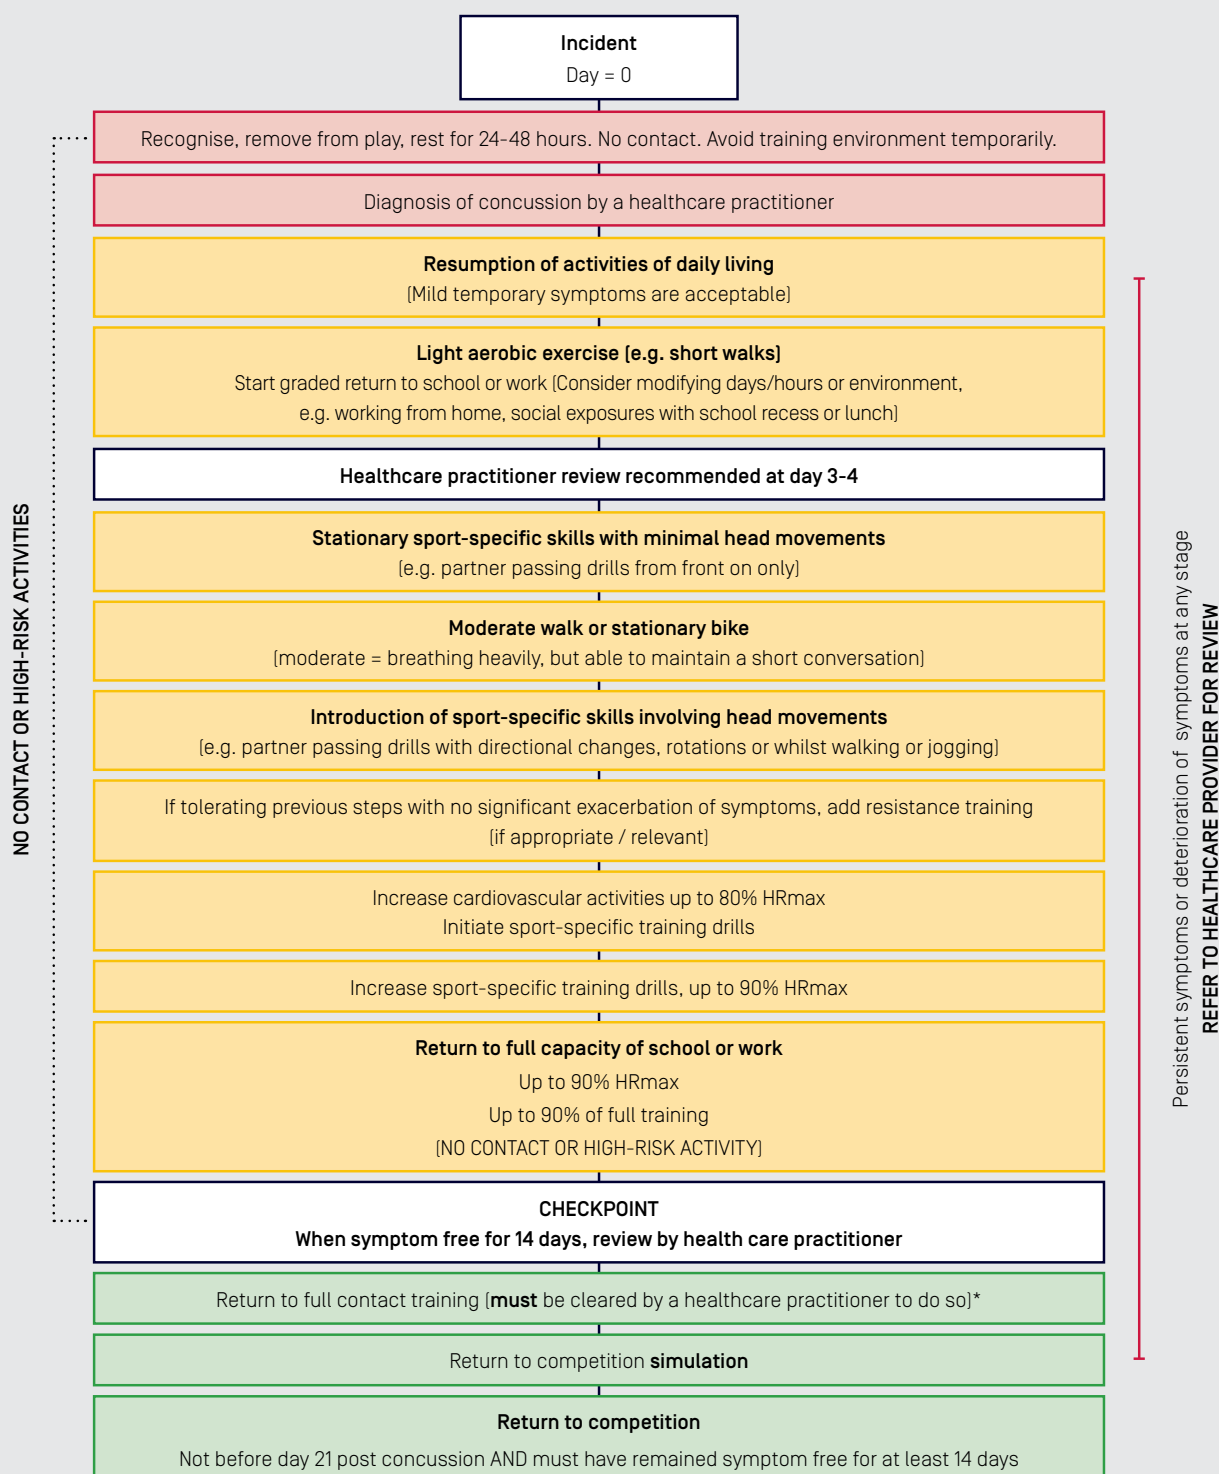 Incident
Day = 0
Recognise, remove from play, rest for 24-48 hours. No contact. Avoid training environment temporarily.
Diagnosis of concussion by a healthcare practitioner
Resumption of activities of daily living
(Mild temporary symptoms are acceptable)
Light aerobic exercise (e.g. short walks)
Start graded return to school or work (Consider modifying days/hours or environment,
e.g. working from home, social exposures with school recess or lunch)
Healthcare practitioner review recommended at day 3-4
Stationary sport-specific skills with minimal head movements
(e.g. partner passing drills from front on only)
Moderate walk or stationary bike
(moderate = breathing heavily, but able to maintain a short conversation)
Introduction of sport-specific skills involving head movements
(e.g. partner passing drills with directional changes, rotations or whilst walking or jogging)
If tolerating previous steps with no significant exacerbation of symptoms, add resistance training
(if appropriate / relevant)
Increase cardiovascular activities up to 80% HRmax
Initiate sport-specific training drills
Increase sport-specific training drills, up to 90% HRmax
Return to full capacity of school or work
Up to 90% HRmax
Up to 90% of full training
(NO CONTACT OR HIGH-RISK ACTIVITY)
CHECKPOINT
When symptom free for 14 days, review by health care practitioner
Return to full contact training (must be cleared by a healthcare practitioner to do so)*
Return to competition simulation
Return to competition
Not before day 21 post concussion AND must have remained symptom free for at least 14 days
NO CONTACT OR HIGH-RISK ACTIVITIES
Persistent symptoms or deterioration of symptoms at any stage
REFER TO HEALTHCARE PROVIDER FOR REVIEW